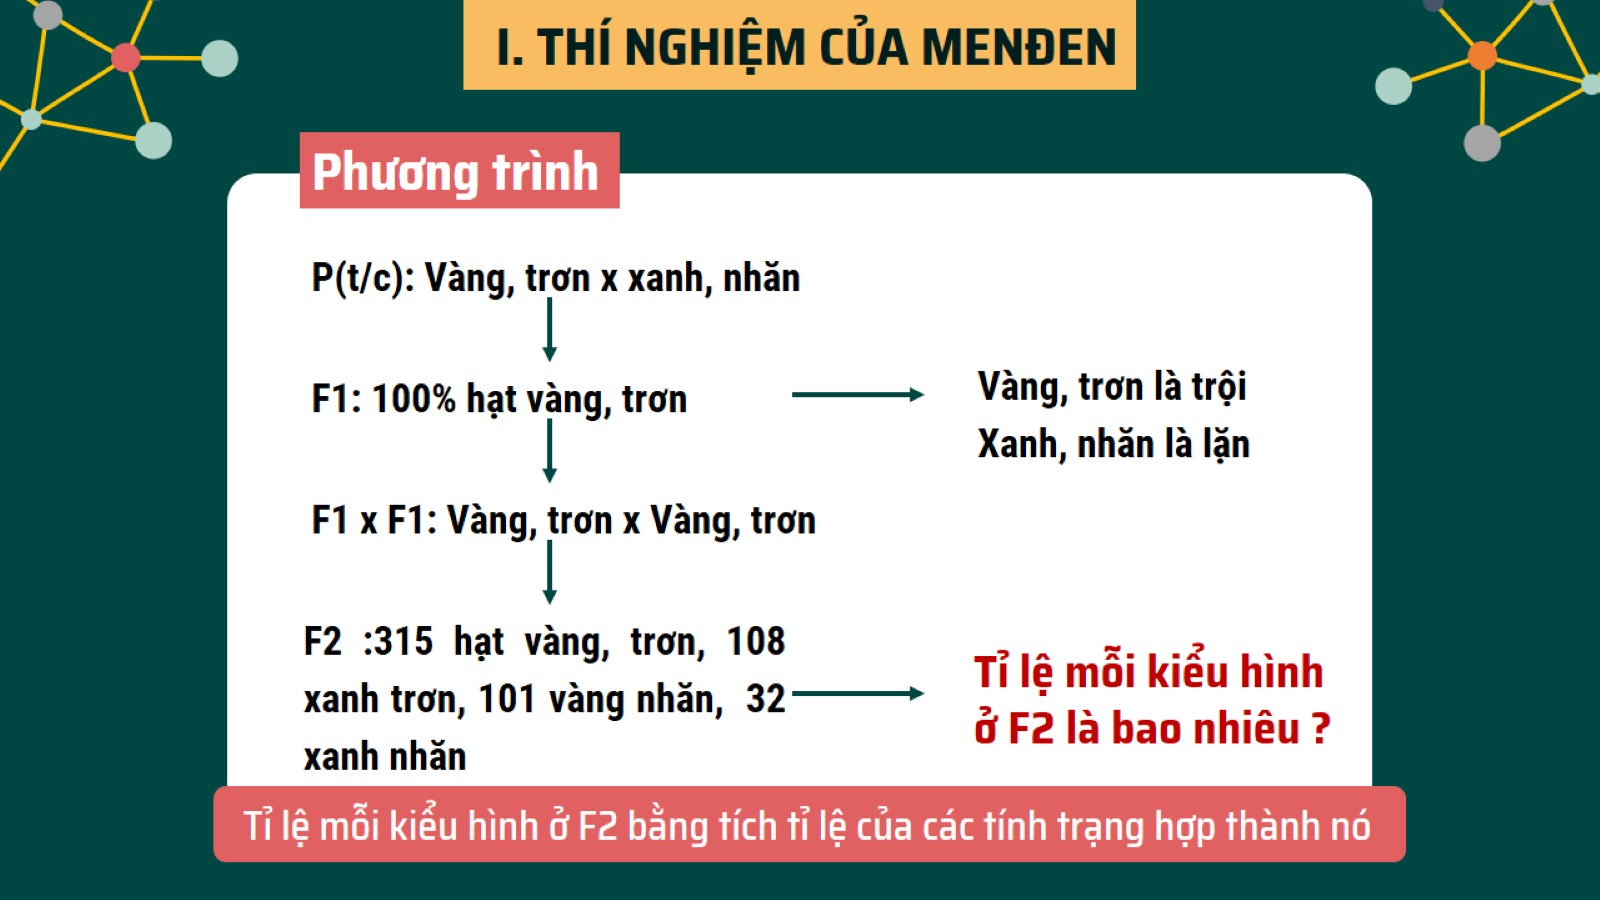 I. THÍ NGHIỆM CỦA MENĐEN
Phương trình
P(t/c): Vàng, trơn x xanh, nhăn
F1: 100% hạt vàng, trơn
Vàng, trơn là trội
Xanh, nhăn là lặn
F1 x F1: Vàng, trơn x Vàng, trơn
F2 :315 hạt vàng, trơn, 108
xanh trơn, 101 vàng nhăn, 32
xanh nhăn
Tỉ lệ mỗi kiểu hình
ở F2 là bao nhiêu ?
Tỉ lệ mỗi kiểu hình ở F2 bằng tích tỉ lệ của các tính trạng hợp thành nó